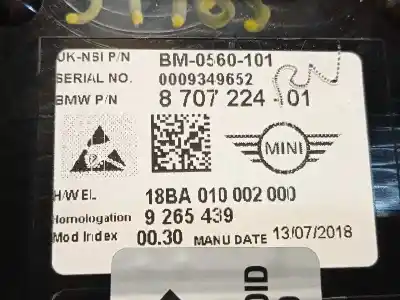 UK-NSI P/N BM-0560-101
SERIAL NO. 0009349652
BMW P/N 8 707 224 -01
MINI
H/W EL. 18BA 010 002 000
Homologation 9 265 439
Mod Index 00.30 MANU DATE 13/07/2018